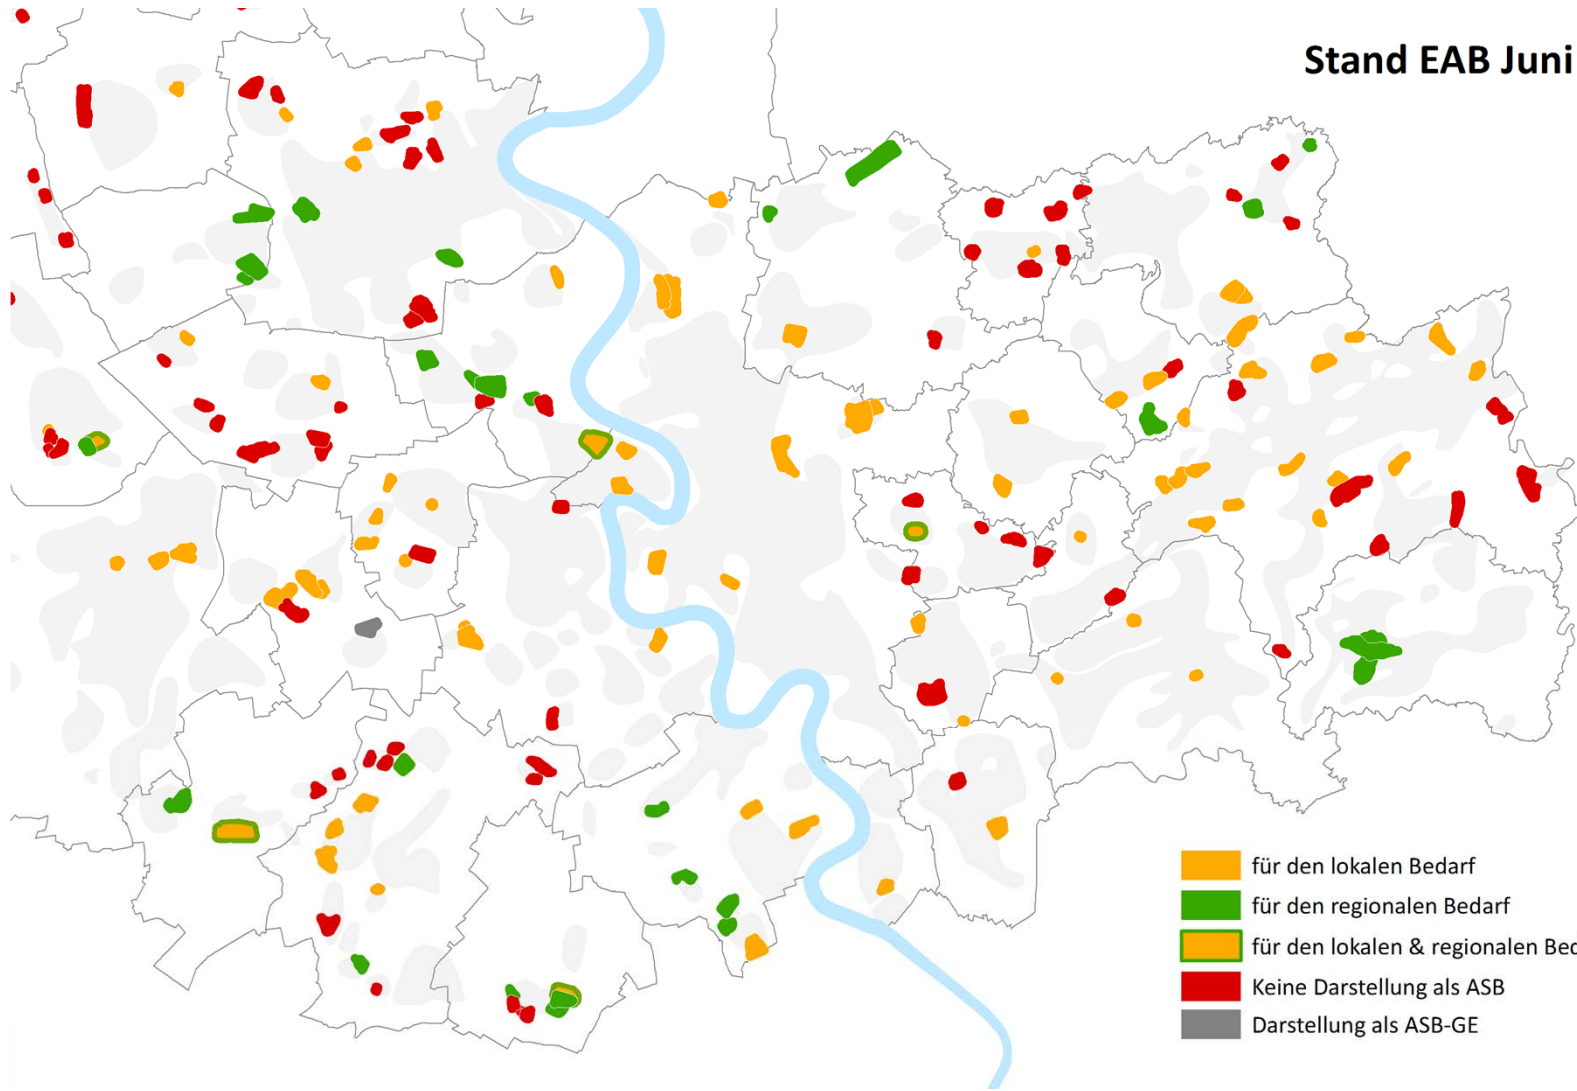 Stand EAB Juni
für den lokalen Bedarf
für den regionalen Bedarf
für den lokalen & regionalen Bed
Keine Darstellung als ASB
Darstellung als ASB-GE